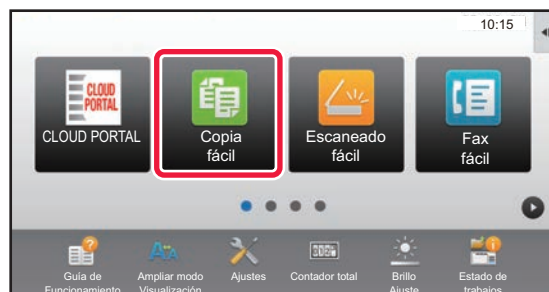 10:15
CLOUD
PORTAL
CLOUD PORTAL
Copia
fácil
Escaneado
fácil
Fax
fácil
Guía de
Funcionamiento
Ampliar modo
Visualización
Ajustes
Contador total
Brillo
Ajuste
Estado de
trabajos